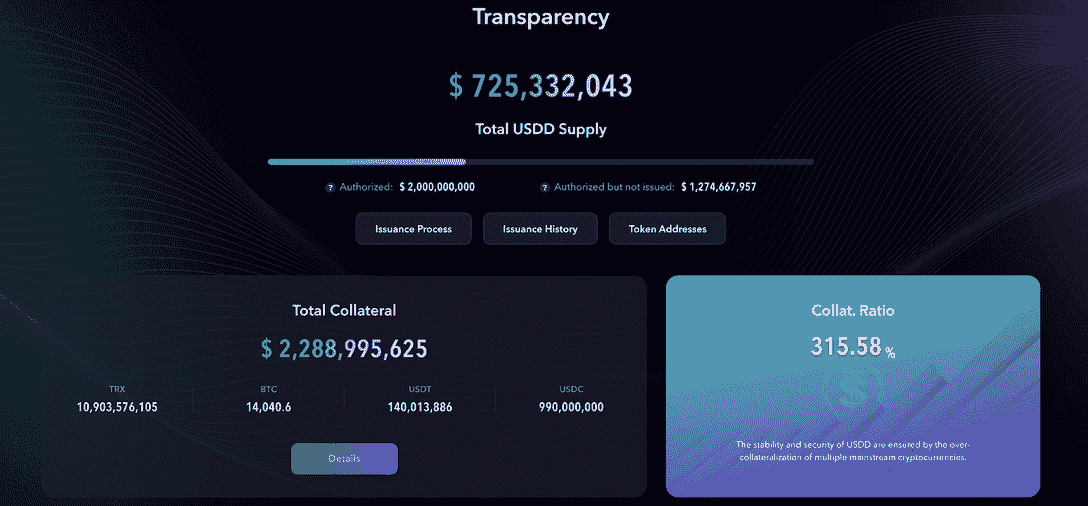 Transparency
$ 725,332,043
Total USDD Supply
? Authorized: $ 2,000,000,000 ? Authorized but not issued: $ 1,274,667,957
Issuance Process Issuance History Token Addresses
Total Collateral
$ 2,288,995,625
TRX BTC USDT USDC
10,903,576,105 14,040.6 140,013,886 990,000,000
Details
Collat. Ratio
315.58 %
$
The stability and security of USDD are ensured by the over-
collateralization of multiple mainstream cryptocurrencies.